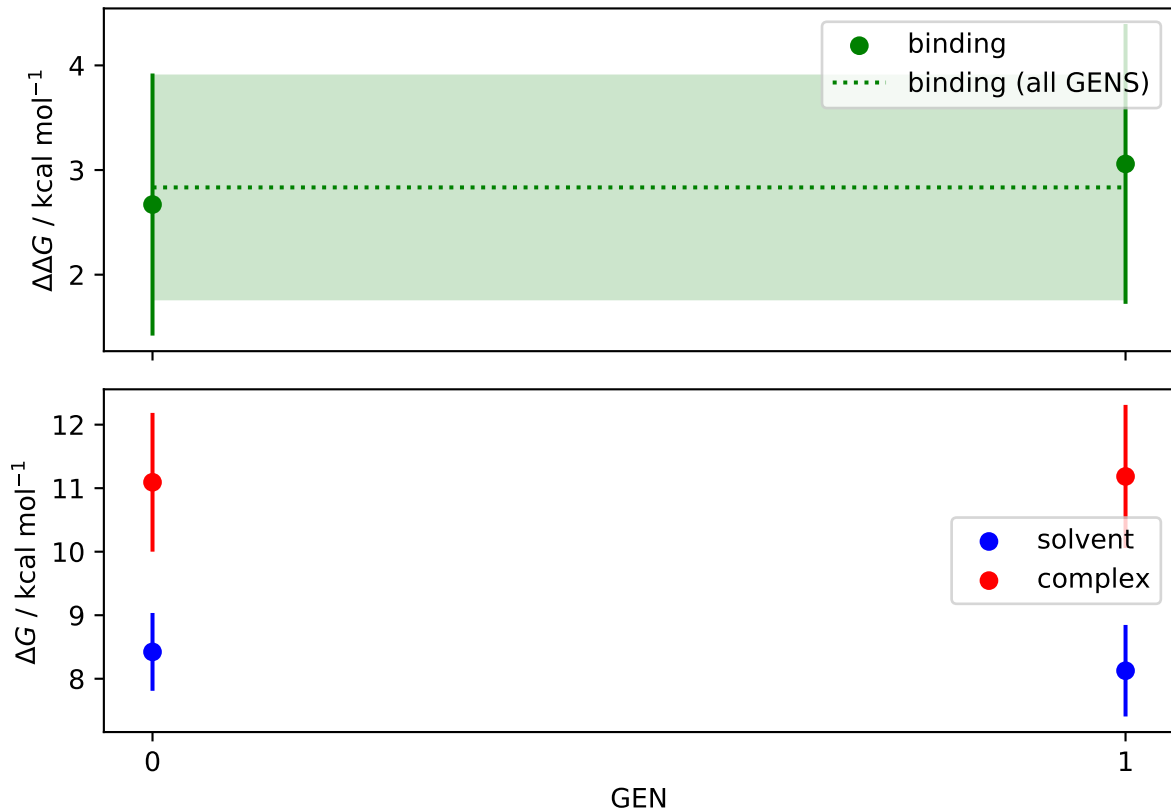 binding
binding (all GENS)
4
3
2
ΔΔG / kcal mol⁻¹
12
11
10
9
8
ΔG / kcal mol⁻¹
solvent
complex
0 1
GEN